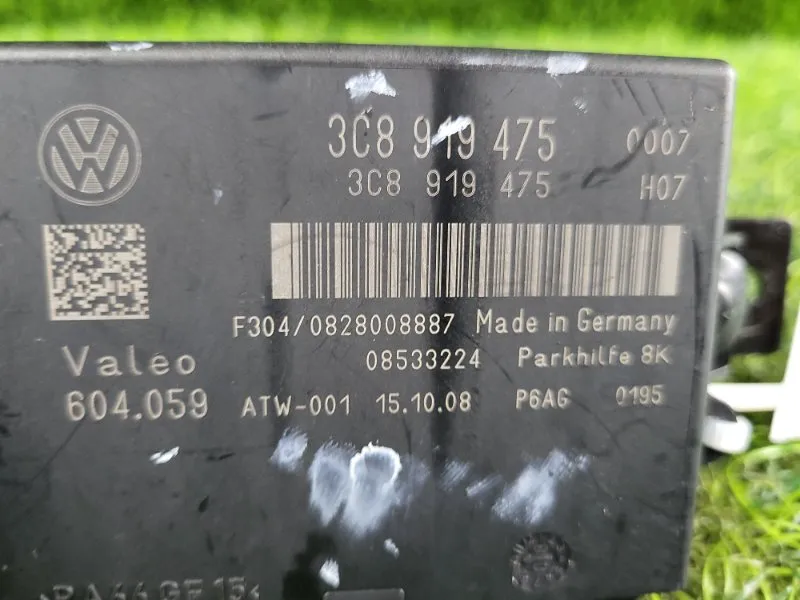 3C8 919 475 0007
3C8 919 475 H07
F304/0828008887 Made in Germany
Valeo 08533224 Parkhilfe 8K
604.059 ATW-001 15.10.08 P6AG 0195